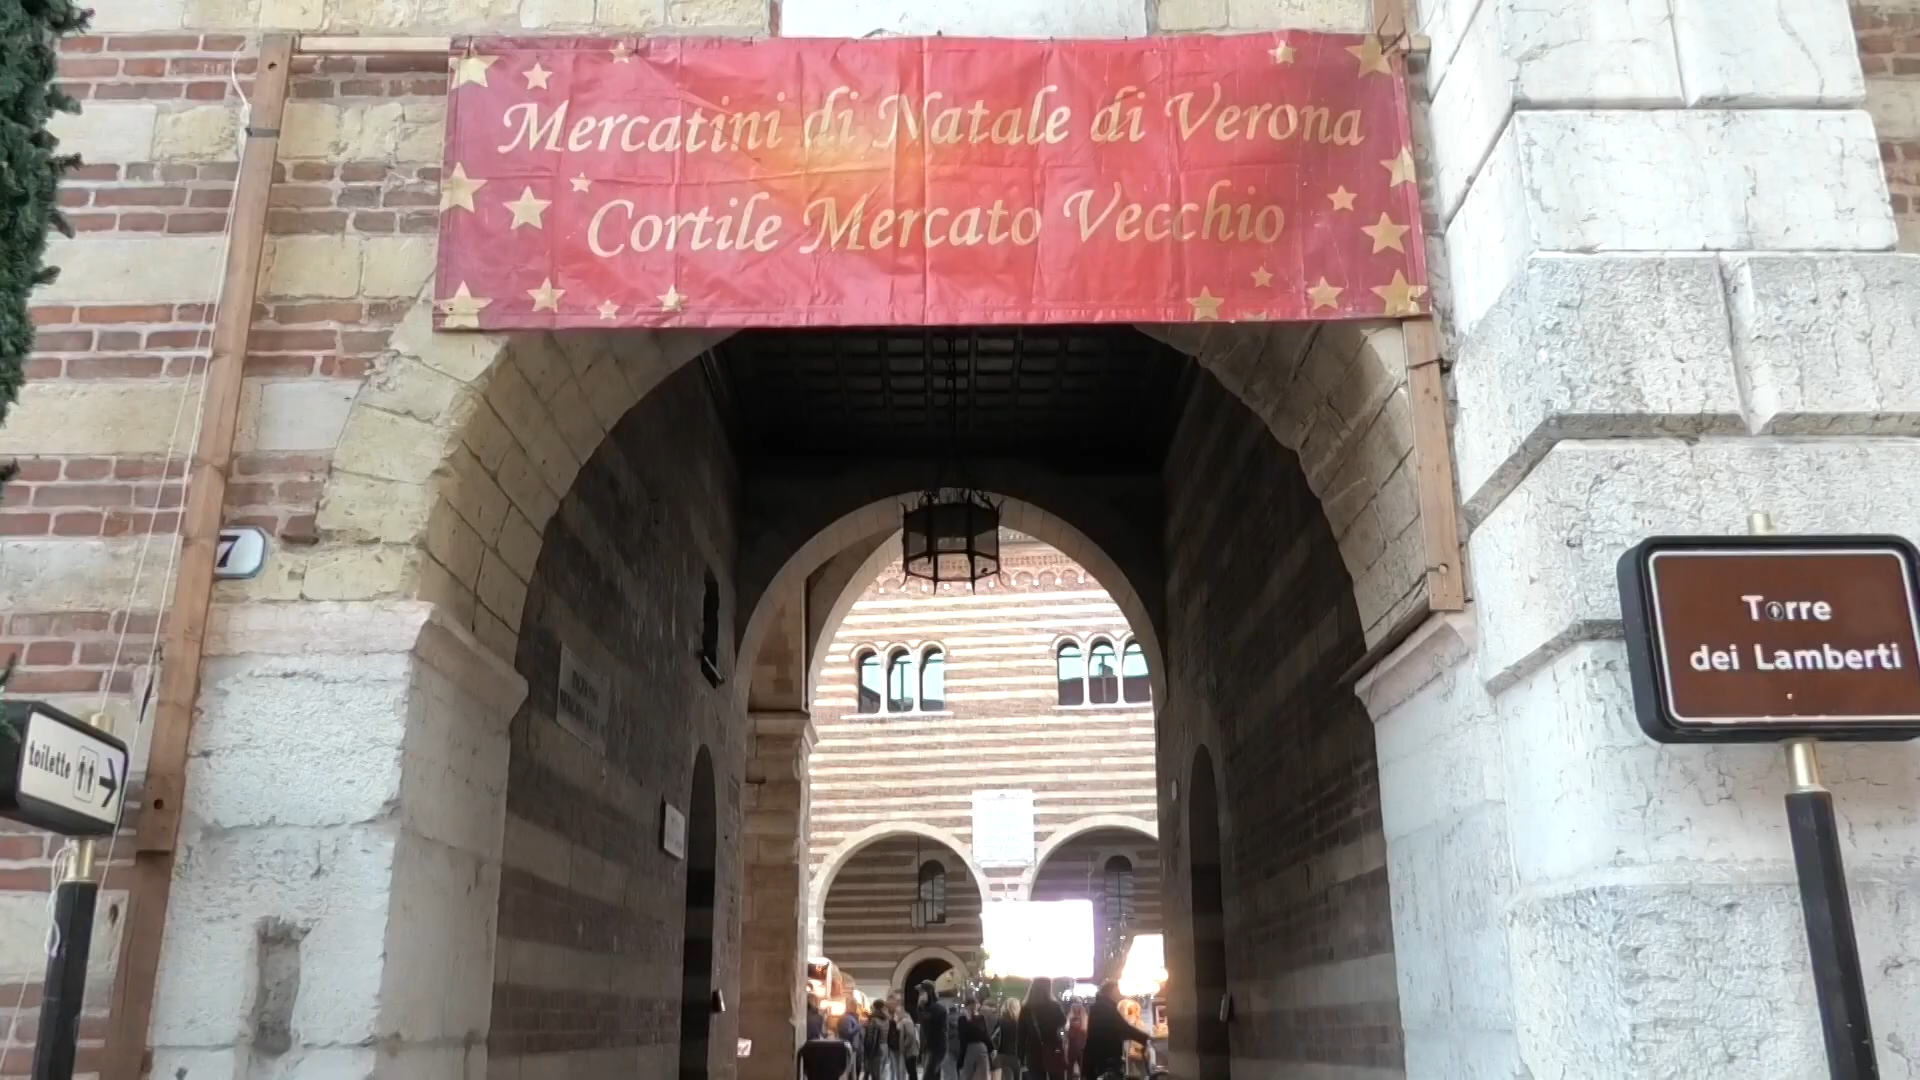 Mercatini di Natale di Verona
Cortile Mercato Vecchio
7
Torre
dei Lamberti
toilette